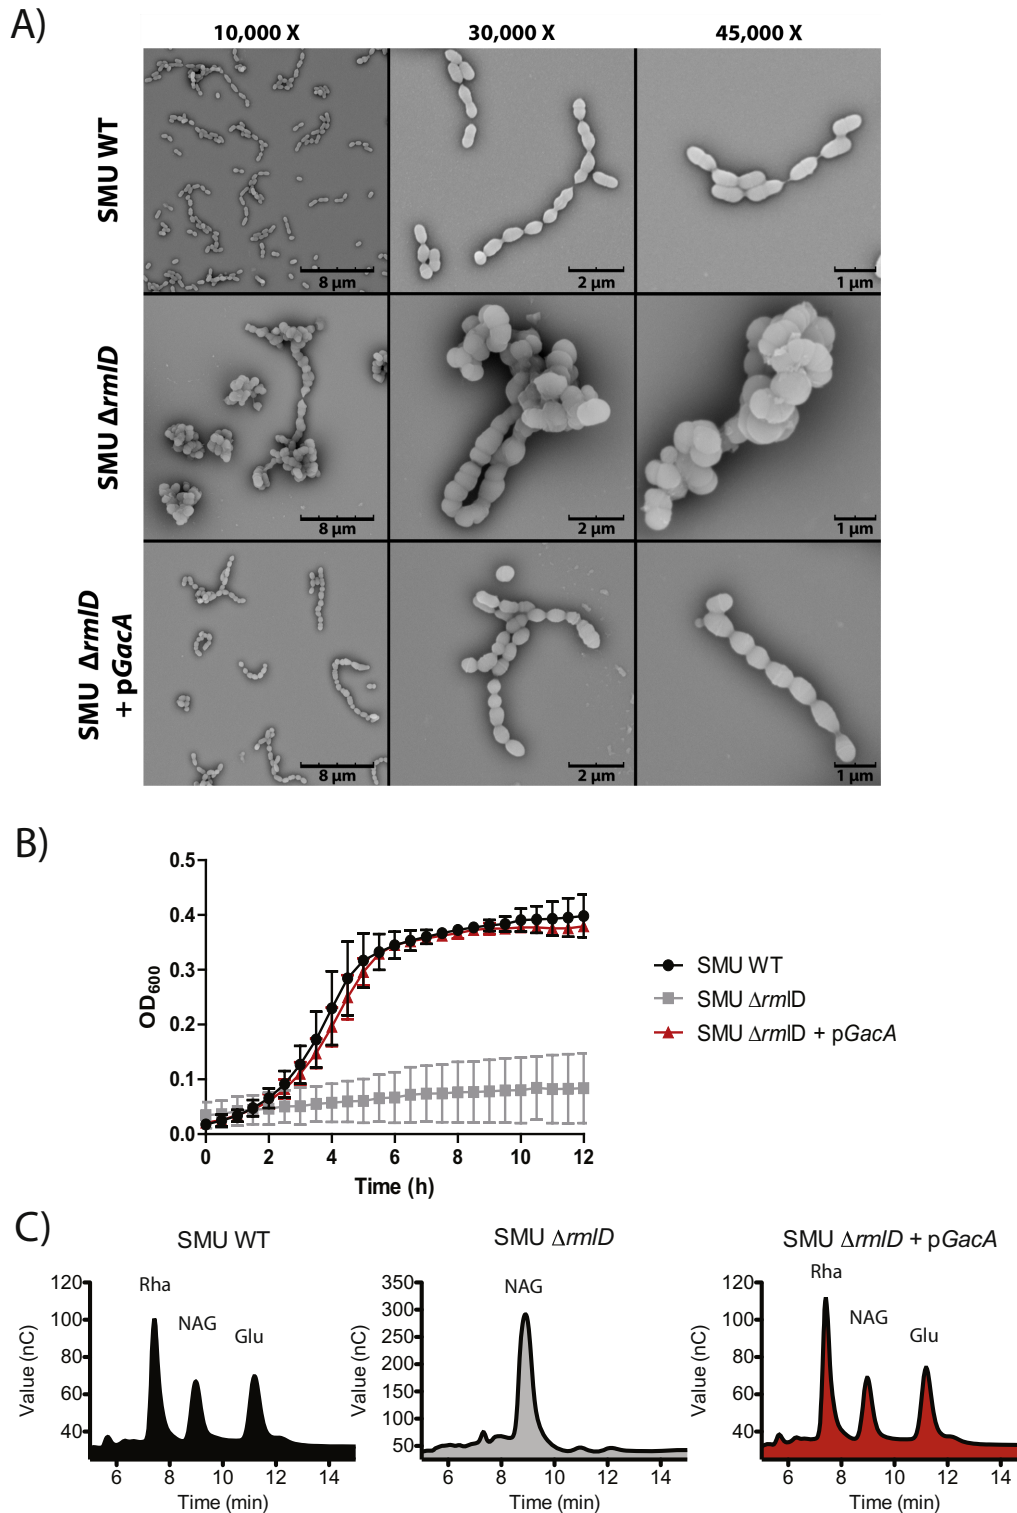 A)
10,000 X 30,000 X 45,000 X
SMU WT
8 µm 2 µm 1 µm
SMU ΔrmlD
8 µm 2 µm 1 µm
SMU ΔrmlD
+ pGacA
8 µm 2 µm 1 µm
B)
0.5
0.4
0.3
0.2
0.1
0.0
OD600
0 2 4 6 8 10 12
Time (h)
SMU WT
SMU ΔrmlD
SMU ΔrmlD + pGacA
C)
SMU WT
120
100
80
60
40
Value (nC)
Rha
NAG
Glu
6 8 10 12 14
Time (min)
SMU ΔrmlD
350
300
250
200
150
100
50
Value (nC)
NAG
6 8 10 12 14
Time (min)
SMU ΔrmlD + pGacA
120
100
80
60
40
Value (nC)
Rha
NAG
Glu
6 8 10 12 14
Time (min)